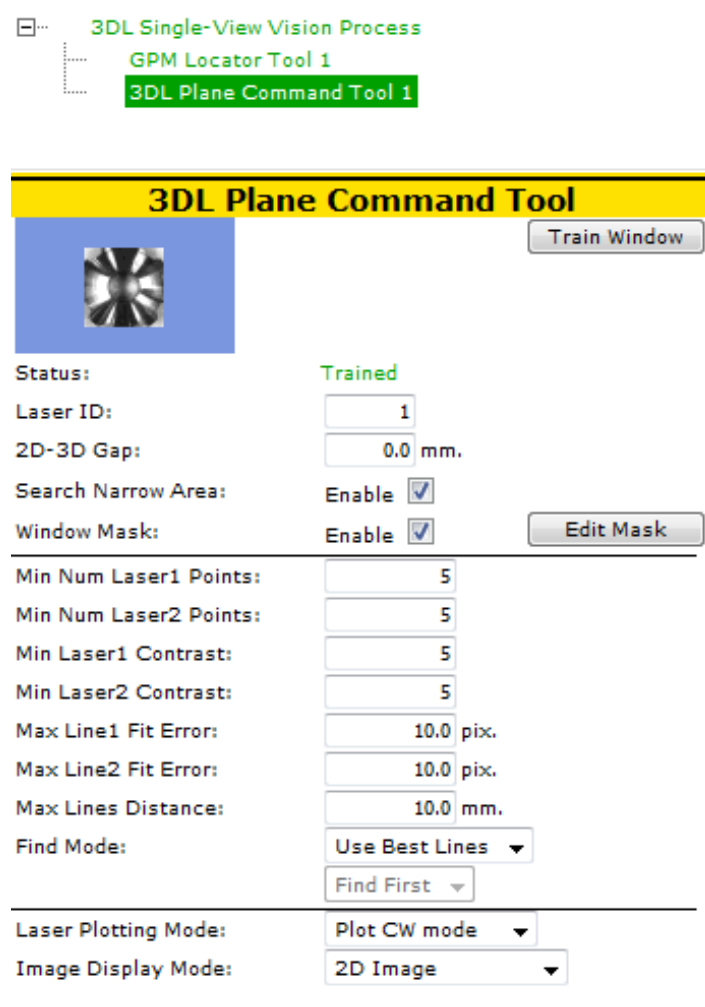 3DL Single-View Vision Process
GPM Locator Tool 1
3DL Plane Command Tool 1
3DL Plane Command Tool
Train Window
Status: Trained
Laser ID: 1
2D-3D Gap: 0.0 mm.
Search Narrow Area: Enable
Window Mask: Enable Edit Mask
Min Num Laser1 Points: 5
Min Num Laser2 Points: 5
Min Laser1 Contrast: 5
Min Laser2 Contrast: 5
Max Line1 Fit Error: 10.0 pix.
Max Line2 Fit Error: 10.0 pix.
Max Lines Distance: 10.0 mm.
Find Mode: Use Best Lines
Find First
Laser Plotting Mode: Plot CW mode
Image Display Mode: 2D Image